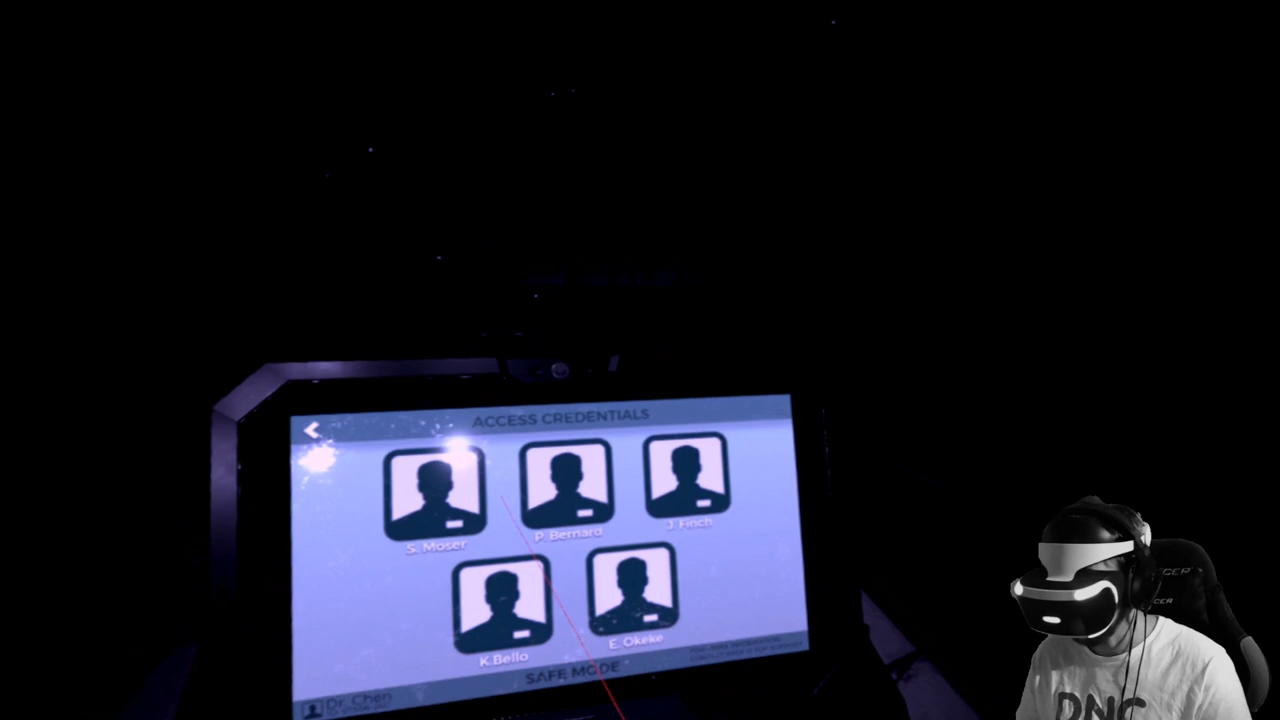 ACCESS CREDENTIALS
S. Moser
P. Bernard
J. Finch
K.Bello
E. Okeke
SAFE MODE
Dr. Chen